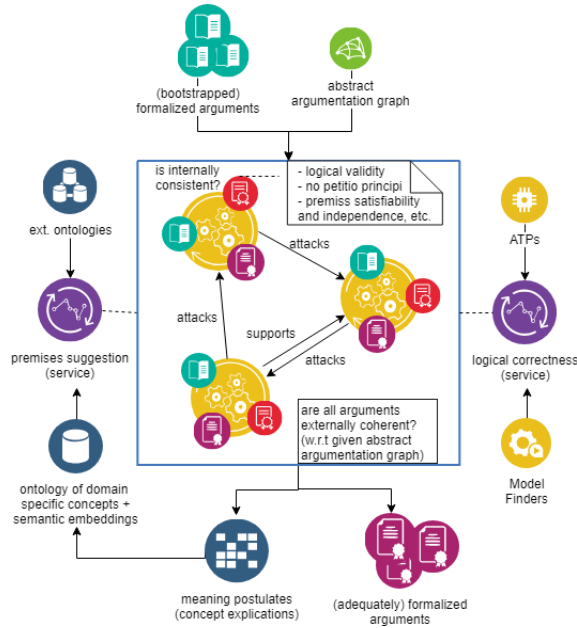 (bootstrapped)
formalized arguments
abstract
argumentation graph
is internally
consistent?
- logical validity
- no petitio principi
- premiss satisfiability
and independence, etc.
ext. ontologies
ATPs
attacks
attacks
supports
attacks
premises suggestion
(service)
logical correctness
(service)
are all arguments
externally coherent?
(w.r.t given abstract
argumentation graph)
ontology of domain
specific concepts +
semantic embeddings
Model
Finders
meaning postulates
(concept explications)
(adequately) formalized
arguments